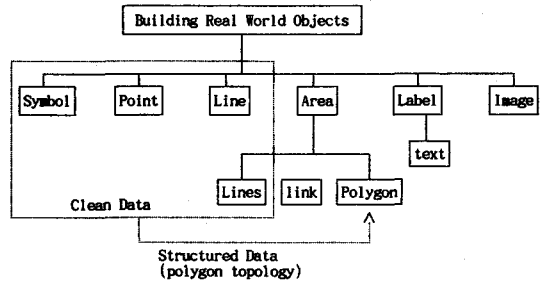 Building Real World Objects
Symbol Point Line Area Label Image
text
Lines link Polygon
Clean Data
Structured Data
(polygon topology)